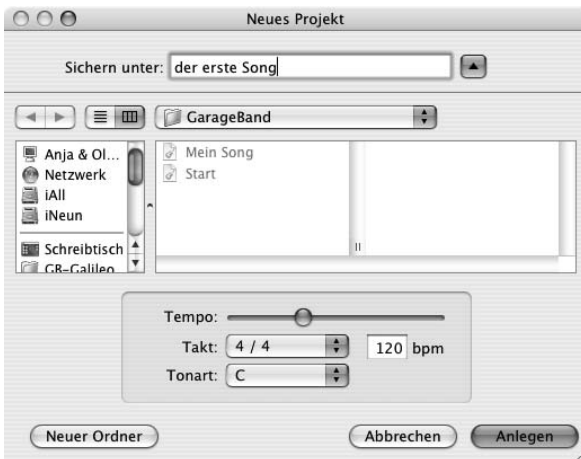 Neues Projekt
Sichern unter: der erste Song
GarageBand
Anja & Ol...
Netzwerk
iAll
iNeun
Schreibtisch
GB-Galileo
Mein Song
Start
Tempo:
Takt: 4 / 4 120 bpm
Tonart: C
Neuer Ordner Abbrechen Anlegen